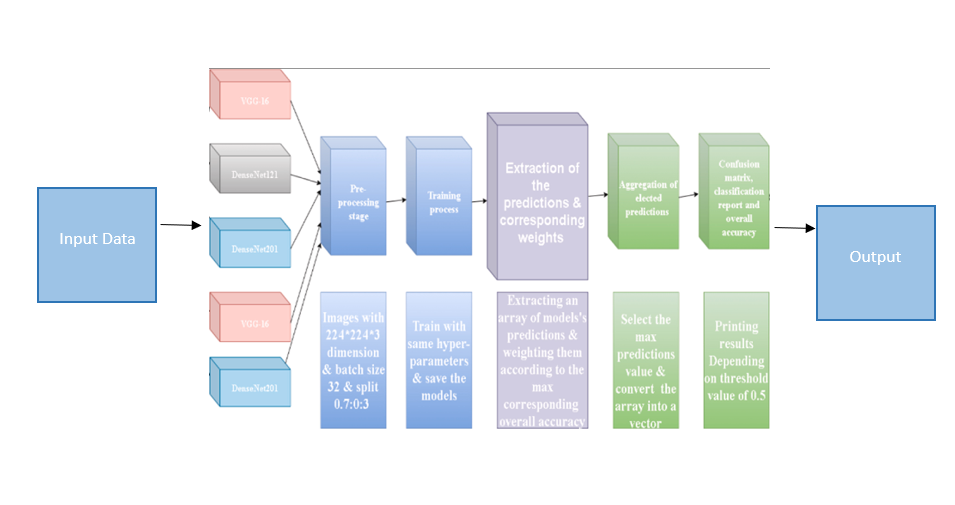 Input Data
VGG-16
DenseNet121
DenseNet201
VGG-16
DenseNet201
Pre-
processing
stage
Training
process
Extraction of
the
predictions &
corresponding
weights
Aggregation of
elected
predictions
Confusion
matrix,
classification
report and
overall
accuracy
Images with
224*224*3
dimension
& batch size
32 & split
0.7:0:3
Train with
same hyper-
parameters
& save the
models
Extracting an
array of models's
predictions &
weighting them
according to the
max
corresponding
overall accuracy
Select the
max
predictions
value &
convert the
array into a
vector
Printing
results
Depending
on threshold
value of 0.5
Output